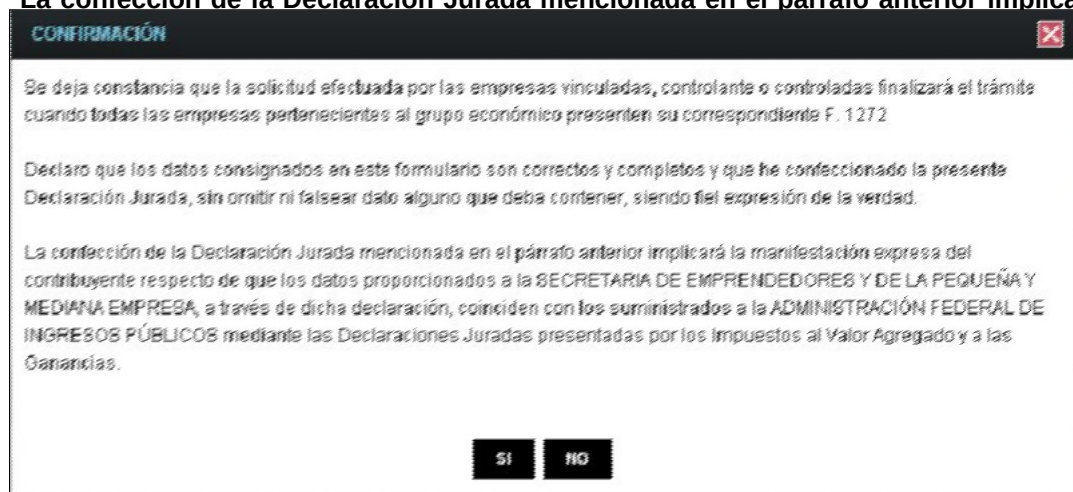 La confección de la Declaración Jurada mencionada en el párrafo anterior implica
CONFIRMACIÓN
Se deja constancia que la solicitud efectuada por las empresas vinculadas, controlante o controladas finalizará el trámite
cuando todas las empresas pertenecientes al grupo económico presenten su correspondiente F. 1272
Declaro que los datos consignados en este formulario son correctos y completos y que he confeccionado la presente
Declaración Jurada, sin omitir ni falsear dato alguno que deba contener, siendo fiel expresión de la verdad.
La confección de la Declaración Jurada mencionada en el párrafo anterior implicará la manifestación expresa del
contribuyente respecto de que los datos proporcionados a la SECRETARIA DE EMPRENDEDORES Y DE LA PEQUEÑA Y
MEDIANA EMPRESA, a través de dicha declaración, coinciden con los suministrados a la ADMINISTRACIÓN FEDERAL DE
INGRESOS PÚBLICOS mediante las Declaraciones Juradas presentadas por los Impuestos al Valor Agregado y a las
Ganancias.
SI NO